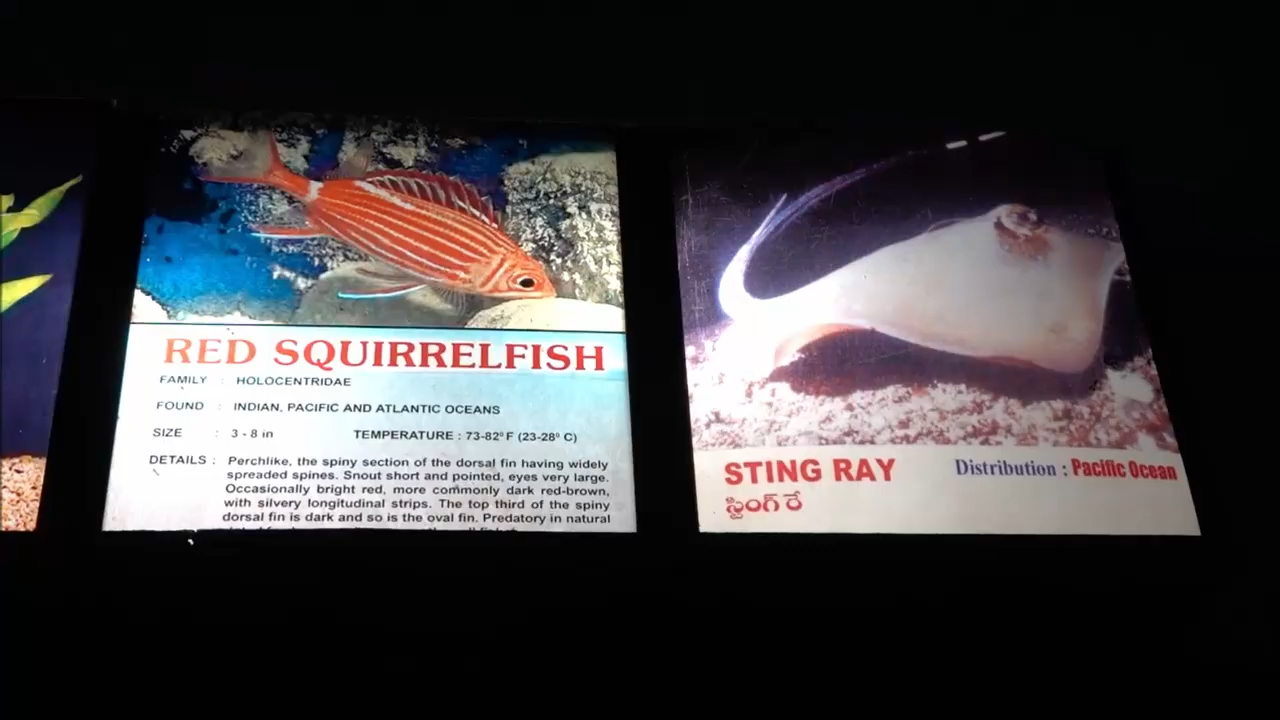 RED SQUIRRELFISH
FAMILY : HOLOCENTRIDAE
FOUND : INDIAN, PACIFIC AND ATLANTIC OCEANS
SIZE : 3 - 8 in TEMPERATURE : 73-82° F (23-28° C)
DETAILS : Perchlike, the spiny section of the dorsal fin having widely
spreaded spines. Snout short and pointed, eyes very large.
Occasionally bright red, more commonly dark red-brown,
with silvery longitudinal strips. The top third of the spiny
dorsal fin is dark and so is the oval fin. Predatory in natural
STING RAY Distribution : Pacific Ocean
స్టింగ్ రే